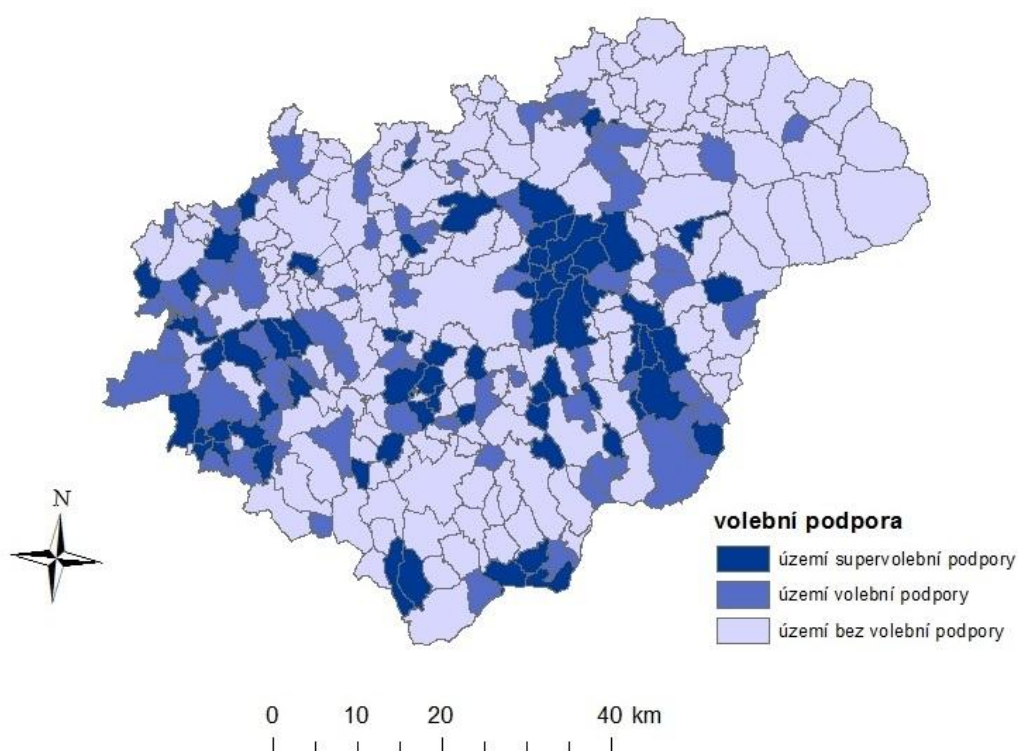 N
volební podpora
území supervolební podpory
území volební podpory
území bez volební podpory
0 10 20 40 km